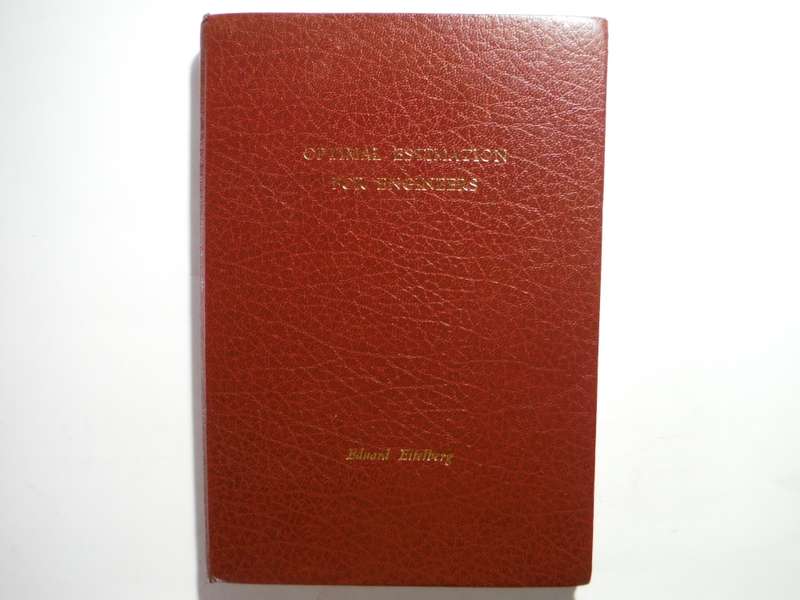 OPTIMAL ESTIMATION
FOR ENGINEERS
Eduard Eitelberg